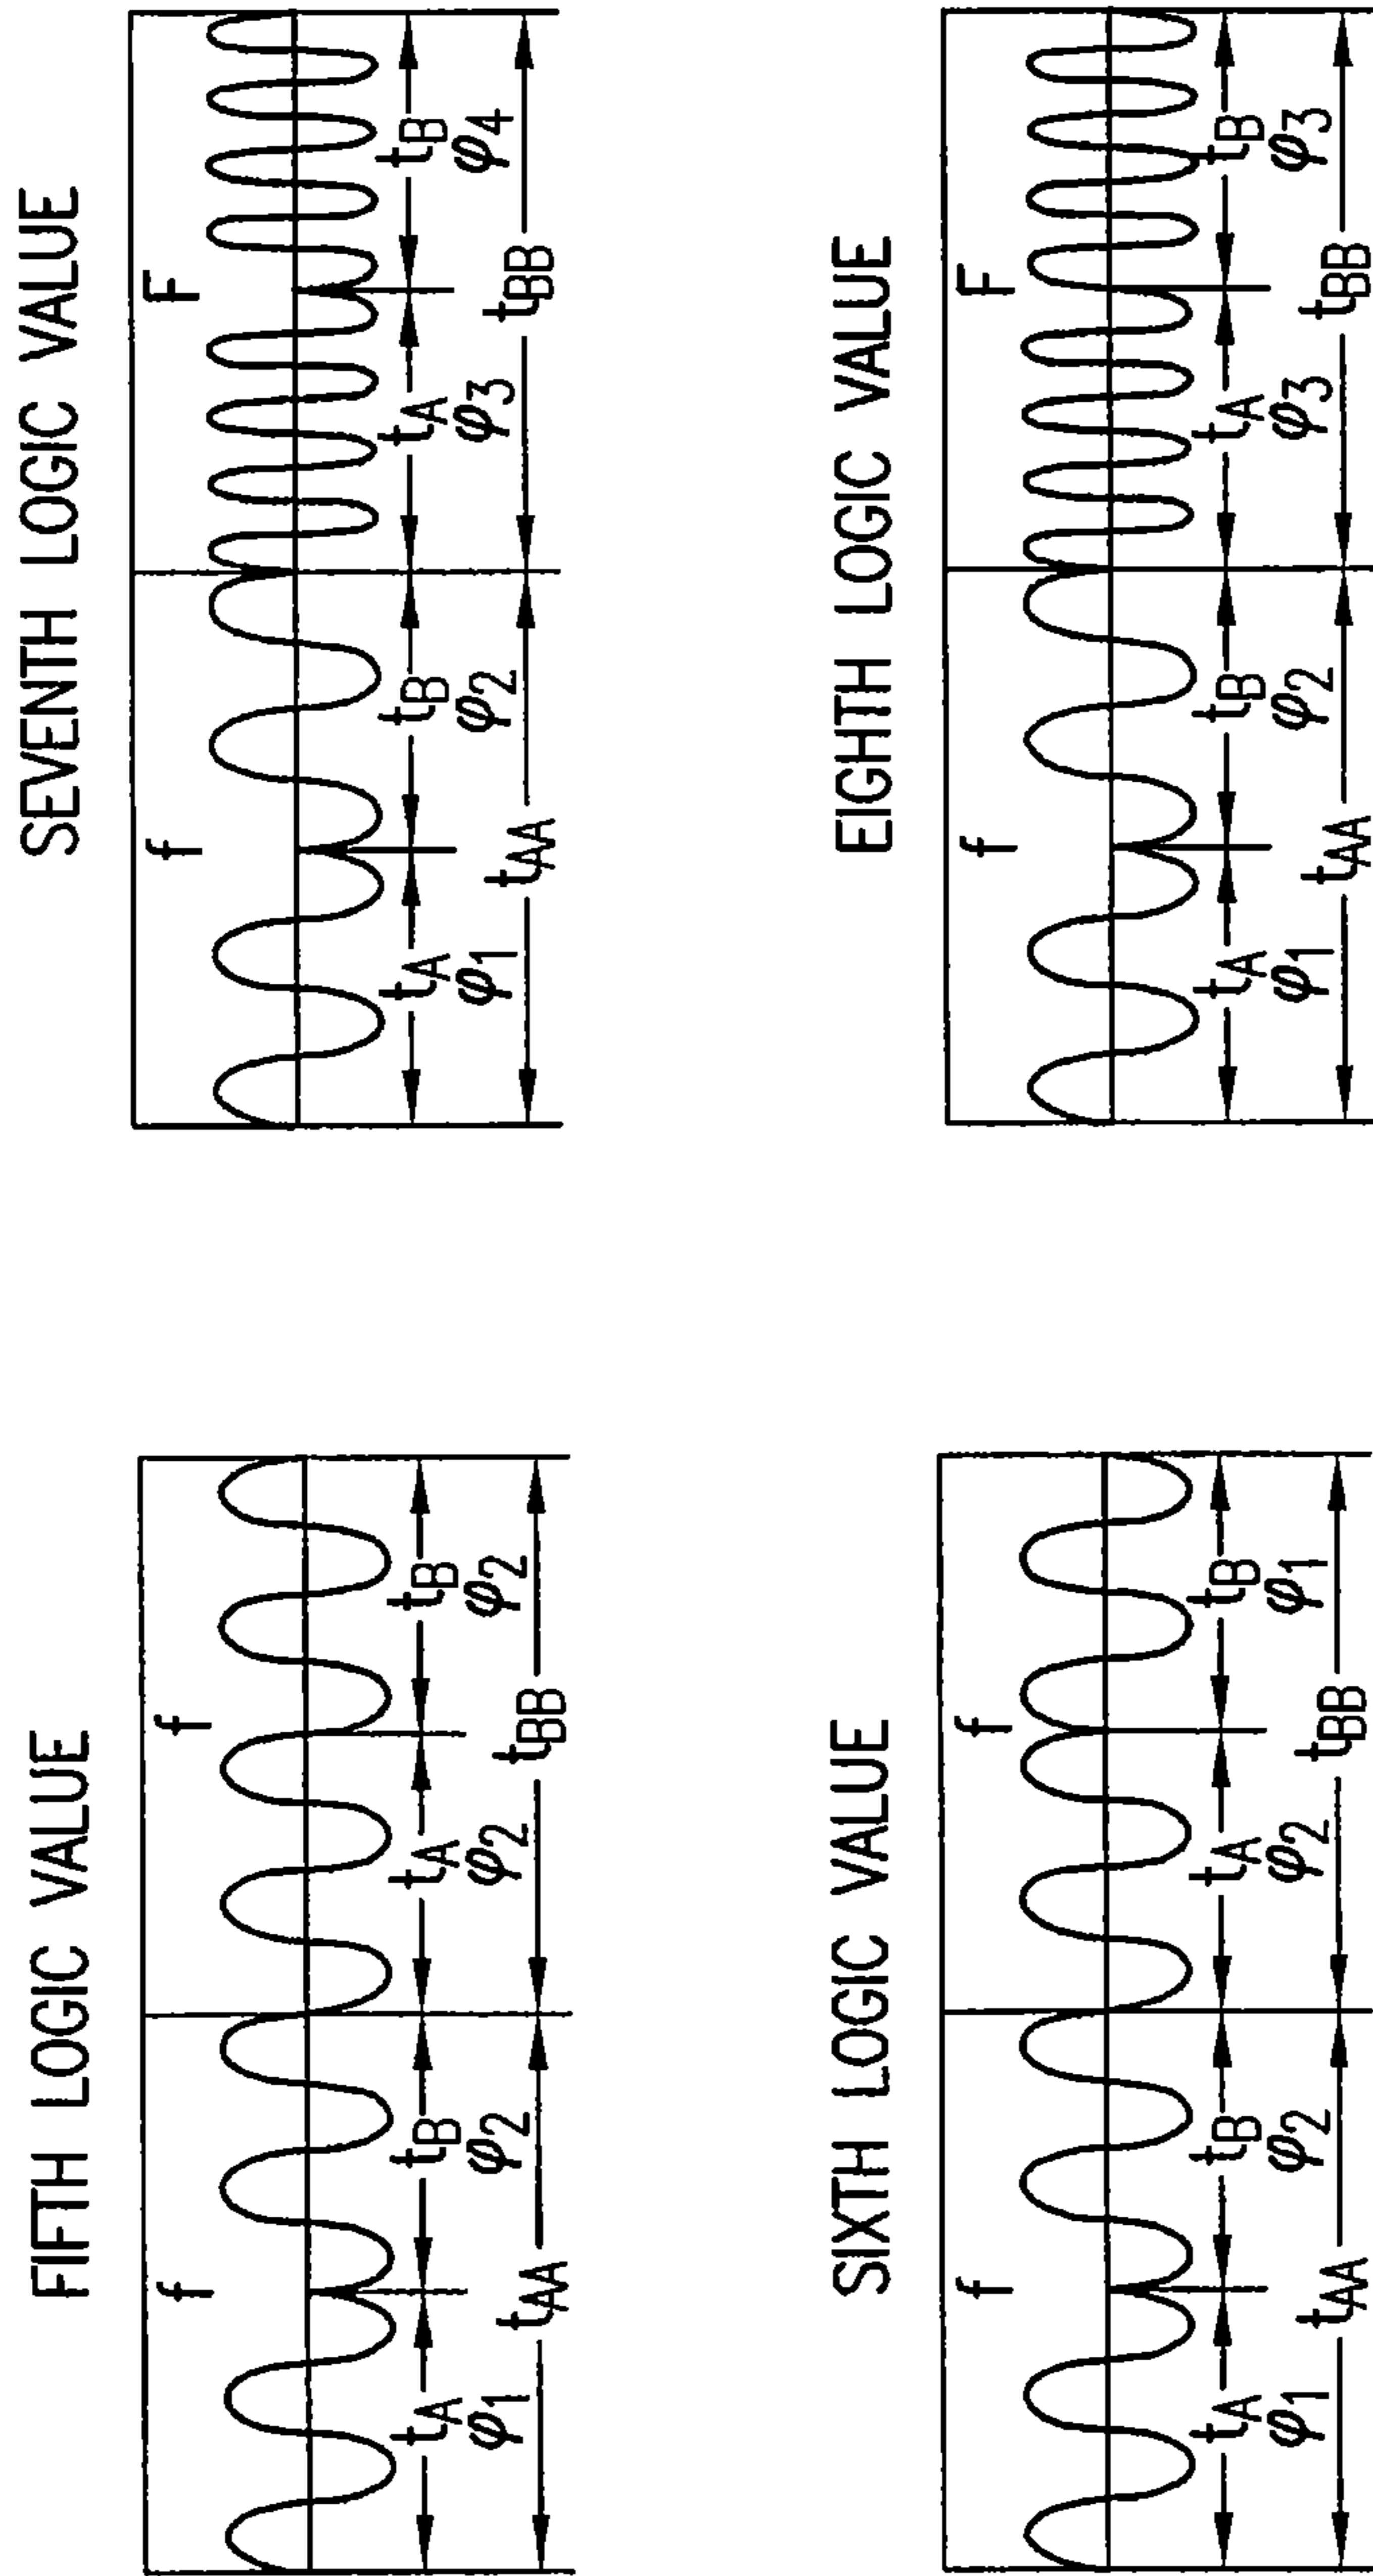 FIFTH LOGIC VALUE
f f
tA tB tA tB
φ1 φ2 φ2 φ2
tAA tBB
SEVENTH LOGIC VALUE
f F
tA tB tA tB
φ1 φ2 φ3 φ4
tAA tBB
SIXTH LOGIC VALUE
f f
tA tB tA tB
φ1 φ2 φ2 φ1
tAA tBB
EIGHTH LOGIC VALUE
f F
tA tB tA tB
φ1 φ2 φ3 φ3
tAA tBB